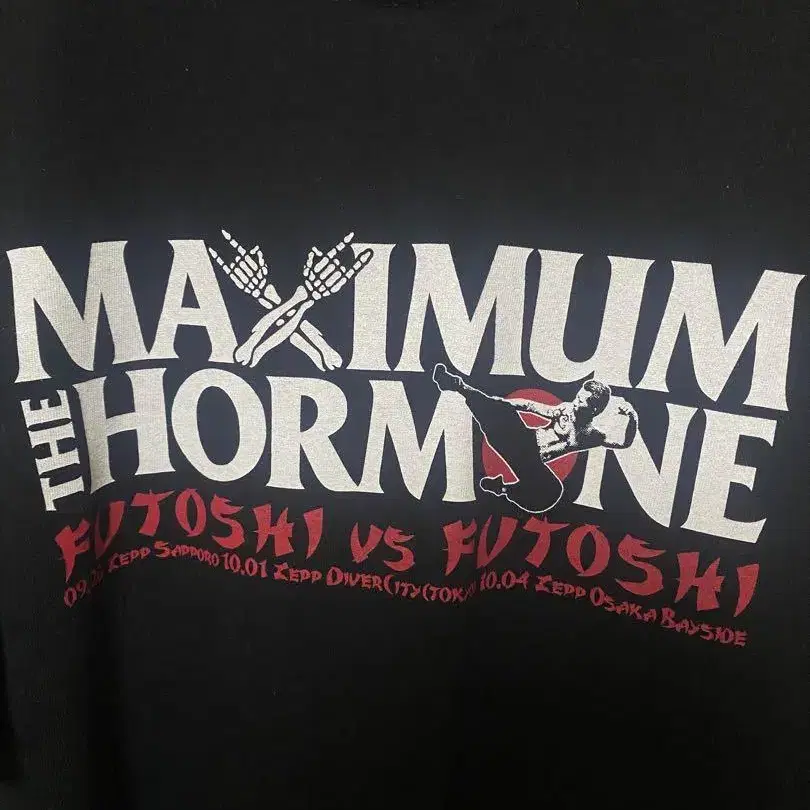 MAXIMUM
THE HORMONE
FUTOSHI VS FUTOSHI
Zepp Sapporo 10.01 Zepp DiverCity(Tokyo) 10.04 Zepp Osaka Bayside